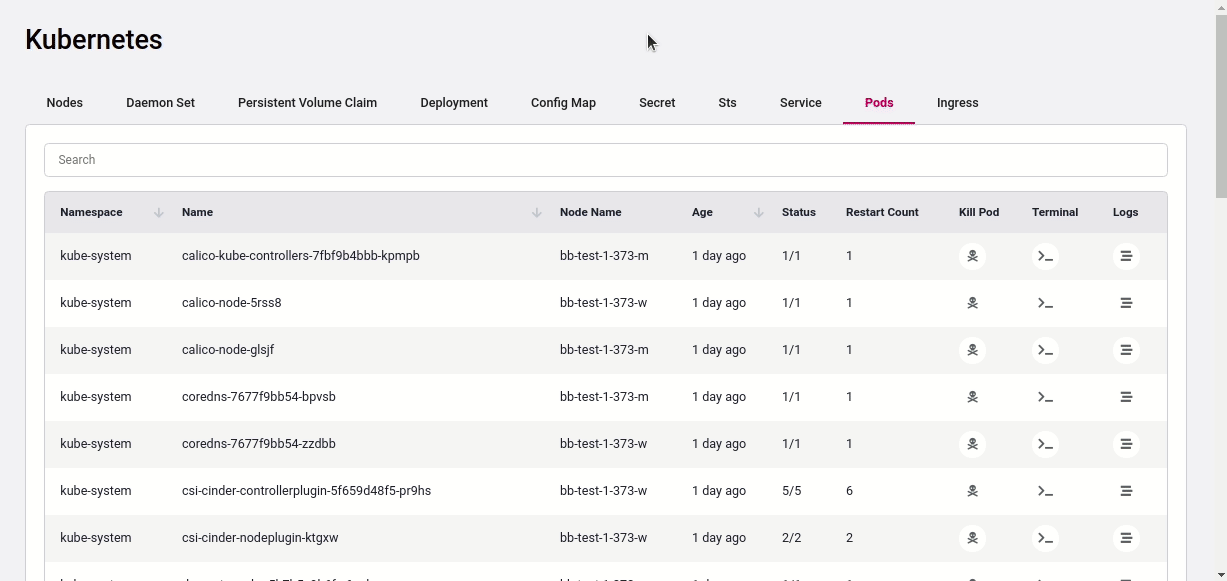 Kubernetes
Nodes Daemon Set Persistent Volume Claim Deployment Config Map Secret Sts Service Pods Ingress
Search
Namespace Name Node Name Age Status Restart Count Kill Pod Terminal Logs
kube-system calico-kube-controllers-7fbf9b4bbb-kpmpb bb-test-1-373-m 1 day ago 1/1 1
kube-system calico-node-5rss8 bb-test-1-373-w 1 day ago 1/1 1
kube-system calico-node-glsjf bb-test-1-373-m 1 day ago 1/1 1
kube-system coredns-7677f9bb54-bpvsb bb-test-1-373-m 1 day ago 1/1 1
kube-system coredns-7677f9bb54-zzdbb bb-test-1-373-w 1 day ago 1/1 1
kube-system csi-cinder-controllerplugin-5f659d48f5-pr9hs bb-test-1-373-w 1 day ago 5/5 6
kube-system csi-cinder-nodeplugin-ktgxw bb-test-1-373-w 1 day ago 2/2 2